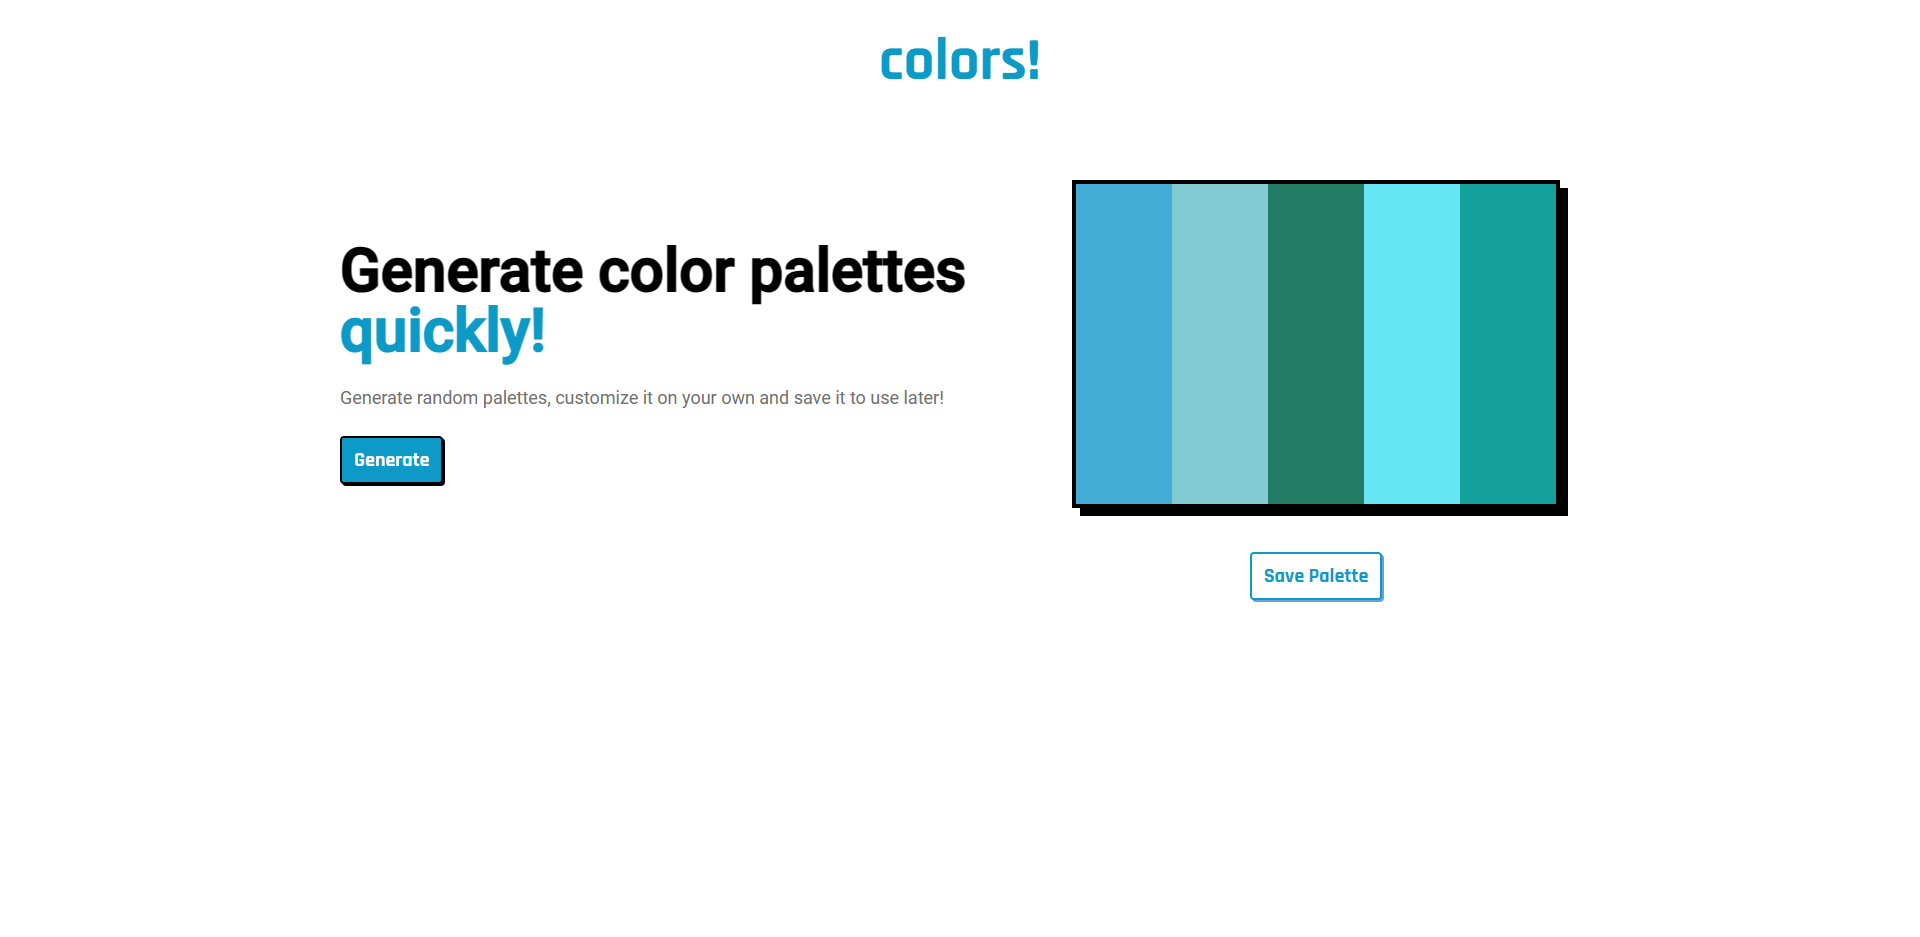 colors!
Generate color palettes
quickly!
Generate random palettes, customize it on your own and save it to use later!
Generate
Save Palette